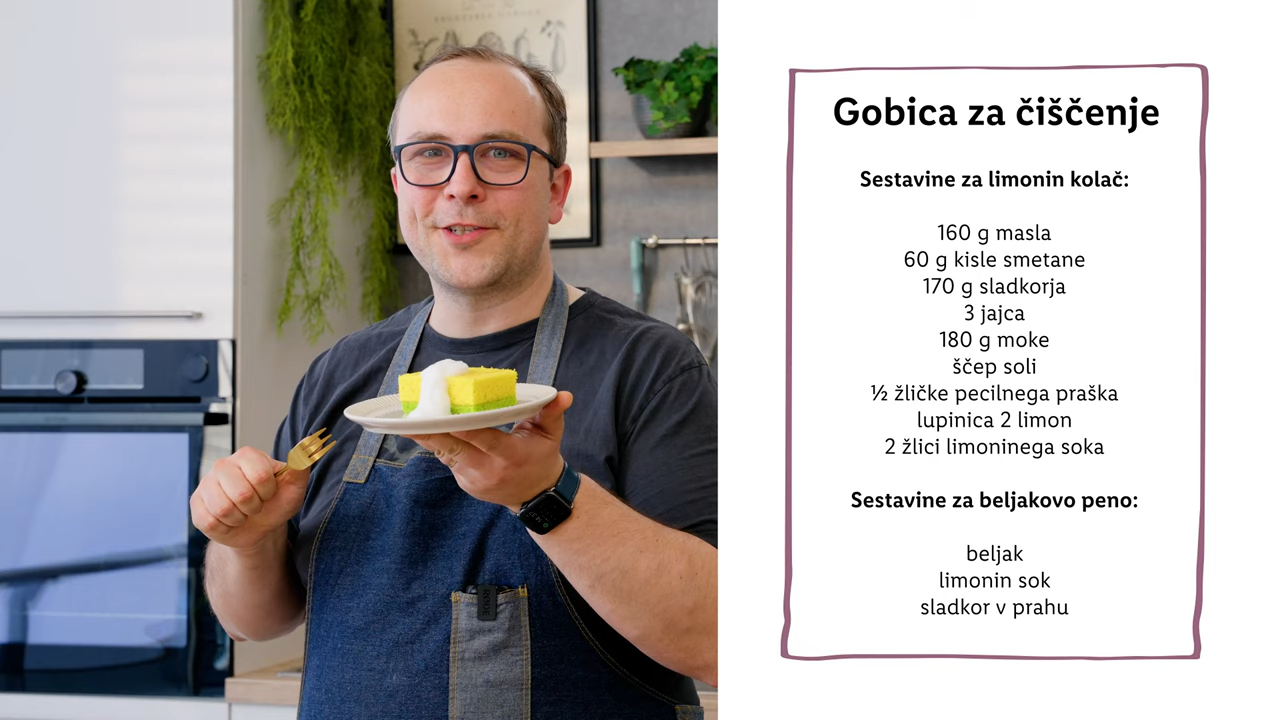 Gobica za čiščenje
Sestavine za limonin kolač:
160 g masla
60 g kisle smetane
170 g sladkorja
3 jajca
180 g moke
ščep soli
½ žličke pecilnega praška
lupinica 2 limon
2 žlici limoninega soka
Sestavine za beljakovo peno:
beljak
limonin sok
sladkor v prahu